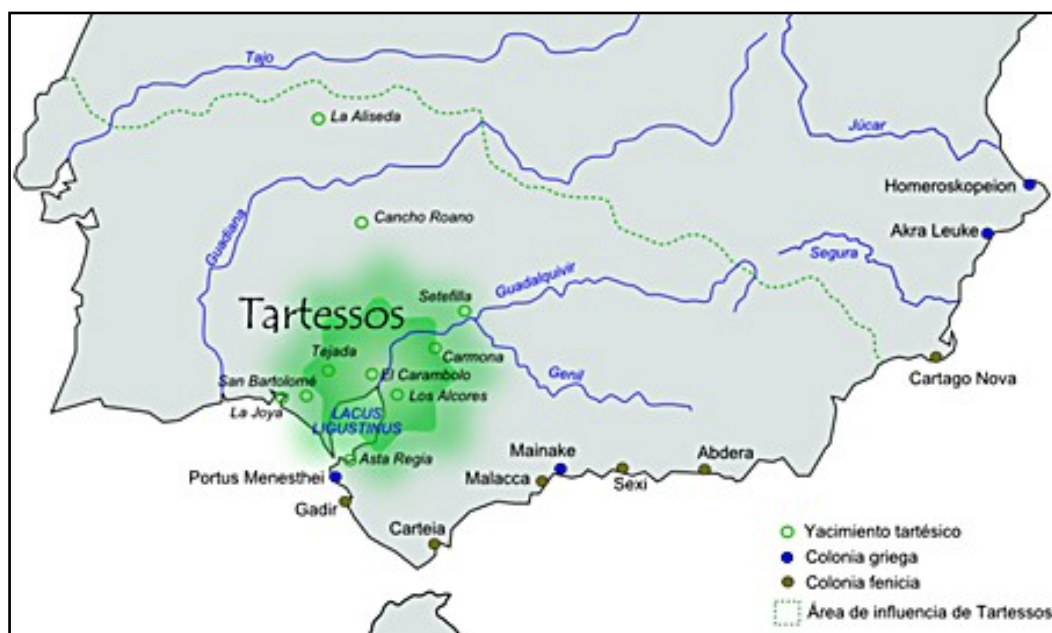 Tajo
La Aliseda
Júcar
Homeroskopeion
Guadiana
Cancho Roano
Akra Leuke
Segura
Guadalquivir
Setefilla
Tartessos
Tejada
Carmona
El Carambolo
Cartago Nova
Genil
San Bartolomé
Los Alcores
La Joya
LACUS
LIGUSTINUS
Asta Regia
Mainake
Abdera
Portus Menesthei
Malacca
Sexi
Gadir
Carteia
Yacimiento tartésico
Colonia griega
Colonia fenicia
Área de influencia de Tartessos